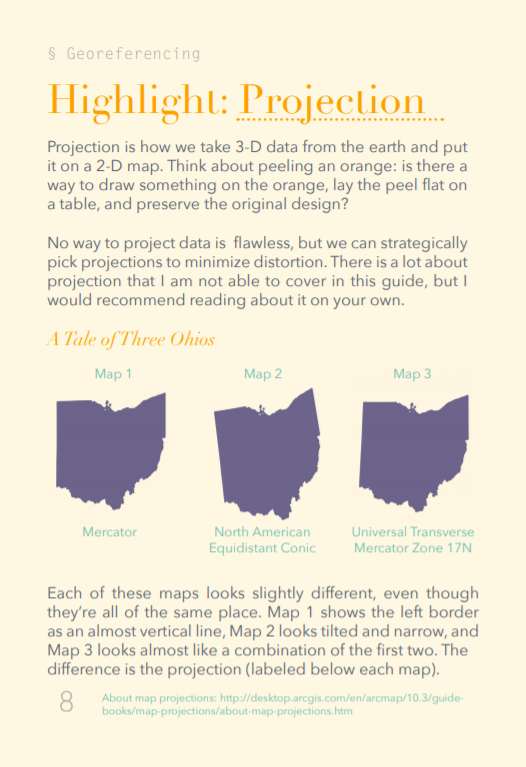 § Georeferencing
Highlight: Projection
Projection is how we take 3-D data from the earth and put
it on a 2-D map. Think about peeling an orange: is there a
way to draw something on the orange, lay the peel flat on
a table, and preserve the original design?
No way to project data is flawless, but we can strategically
pick projections to minimize distortion. There is a lot about
projection that I am not able to cover in this guide, but I
would recommend reading about it on your own.
A Tale of Three Ohios
Map 1
Map 2
Map 3
Mercator
North American
Equidistant Conic
Universal Transverse
Mercator Zone 17N
Each of these maps looks slightly different, even though
they're all of the same place. Map 1 shows the left border
as an almost vertical line, Map 2 looks tilted and narrow, and
Map 3 looks almost like a combination of the first two. The
difference is the projection (labeled below each map).
8
About map projections: http://desktop.arcgis.com/en/arcmap/10.3/guide-
books/map-projections/about-map-projections.htm